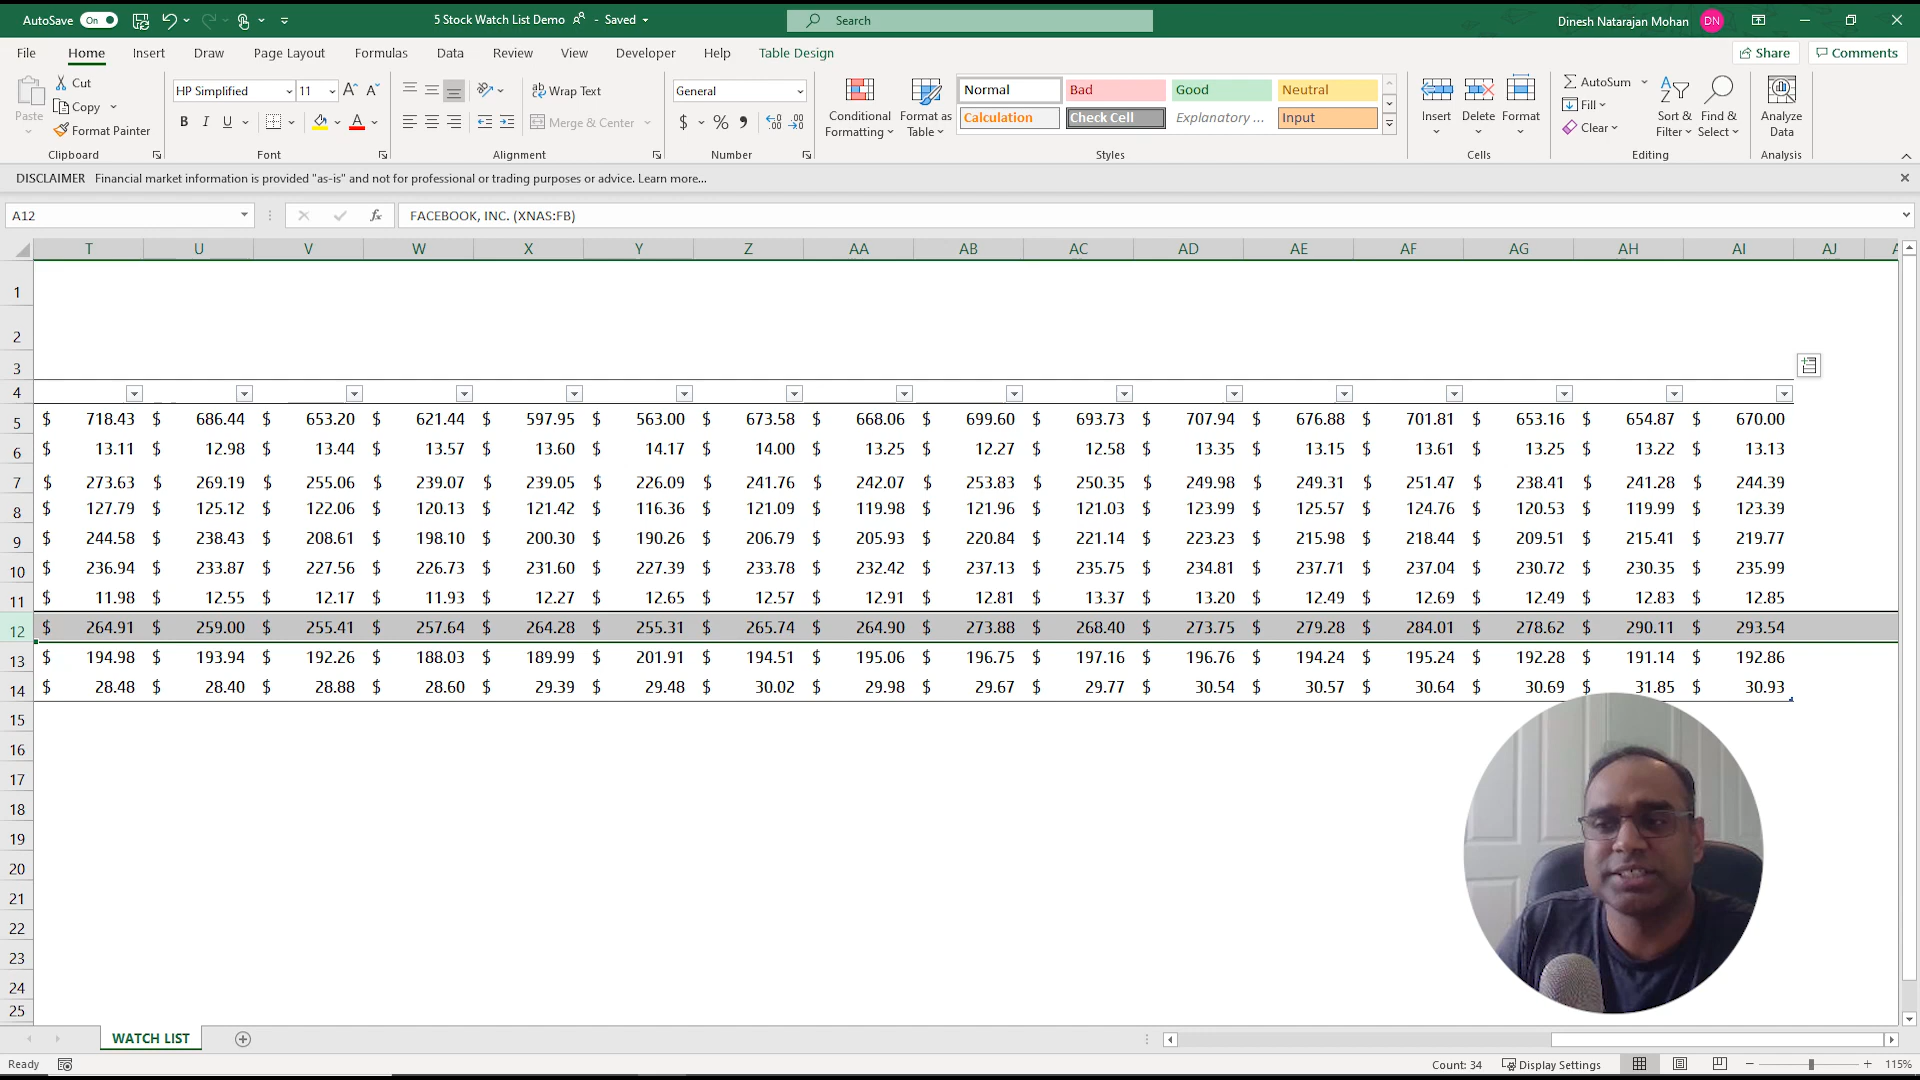 AutoSave On 5 Stock Watch List Demo - Saved Search Dinesh Natarajan Mohan DN
File Home Insert Draw Page Layout Formulas Data Review View Developer Help Table Design Share Comments
Paste Cut Copy Format Painter Clipboard
HP Simplified 11 B I U A Font
Wrap Text Merge & Center Alignment
General $ % Number
Conditional Formatting Format as Table Normal Bad Good Neutral
Calculation Check Cell Explanatory ... Input Styles
Insert Delete Format Cells
AutoSum Fill Clear Sort & Filter Find & Select Editing
Analyze Data Analysis
DISCLAIMER Financial market information is provided "as-is" and not for professional or trading purposes or advice. Learn more...
A12 fx FACEBOOK, INC. (XNAS:FB)
T U V W X Y Z AA AB AC AD AE AF AG AH AI AJ
1
2
3
4
5 $ 718.43 $ 686.44 $ 653.20 $ 621.44 $ 597.95 $ 563.00 $ 673.58 $ 668.06 $ 699.60 $ 693.73 $ 707.94 $ 676.88 $ 701.81 $ 653.16 $ 654.87 $ 670.00
6 $ 13.11 $ 12.98 $ 13.44 $ 13.57 $ 13.60 $ 14.17 $ 14.00 $ 13.25 $ 12.27 $ 12.58 $ 13.35 $ 13.15 $ 13.61 $ 13.25 $ 13.22 $ 13.13
7 $ 273.63 $ 269.19 $ 255.06 $ 239.07 $ 239.05 $ 226.09 $ 241.76 $ 242.07 $ 253.83 $ 250.35 $ 249.98 $ 249.31 $ 251.47 $ 238.41 $ 241.28 $ 244.39
8 $ 127.79 $ 125.12 $ 122.06 $ 120.13 $ 121.42 $ 116.36 $ 121.09 $ 119.98 $ 121.96 $ 121.03 $ 123.99 $ 125.57 $ 124.76 $ 120.53 $ 119.99 $ 123.39
9 $ 244.58 $ 238.43 $ 208.61 $ 198.10 $ 200.30 $ 190.26 $ 206.79 $ 205.93 $ 220.84 $ 221.14 $ 223.23 $ 215.98 $ 218.44 $ 209.51 $ 215.41 $ 219.77
10 $ 236.94 $ 233.87 $ 227.56 $ 226.73 $ 231.60 $ 227.39 $ 233.78 $ 232.42 $ 237.13 $ 235.75 $ 234.81 $ 237.71 $ 237.04 $ 230.72 $ 230.35 $ 235.99
11 $ 11.98 $ 12.55 $ 12.17 $ 11.93 $ 12.27 $ 12.65 $ 12.57 $ 12.91 $ 12.81 $ 13.37 $ 13.20 $ 12.49 $ 12.69 $ 12.49 $ 12.83 $ 12.85
12 $ 264.91 $ 259.00 $ 255.41 $ 257.64 $ 264.28 $ 255.31 $ 265.74 $ 264.90 $ 273.88 $ 268.40 $ 273.75 $ 279.28 $ 284.01 $ 278.62 $ 290.11 $ 293.54
13 $ 194.98 $ 193.94 $ 192.26 $ 188.03 $ 189.99 $ 201.91 $ 194.51 $ 195.06 $ 196.75 $ 197.16 $ 196.76 $ 194.24 $ 195.24 $ 192.28 $ 191.14 $ 192.86
14 $ 28.48 $ 28.40 $ 28.88 $ 28.60 $ 29.39 $ 29.48 $ 30.02 $ 29.98 $ 29.67 $ 29.77 $ 30.54 $ 30.57 $ 30.64 $ 30.69 $ 31.85 $ 30.93
15
16
17
18
19
20
21
22
23
24
25
WATCH LIST
Ready Count: 34 Display Settings 115%